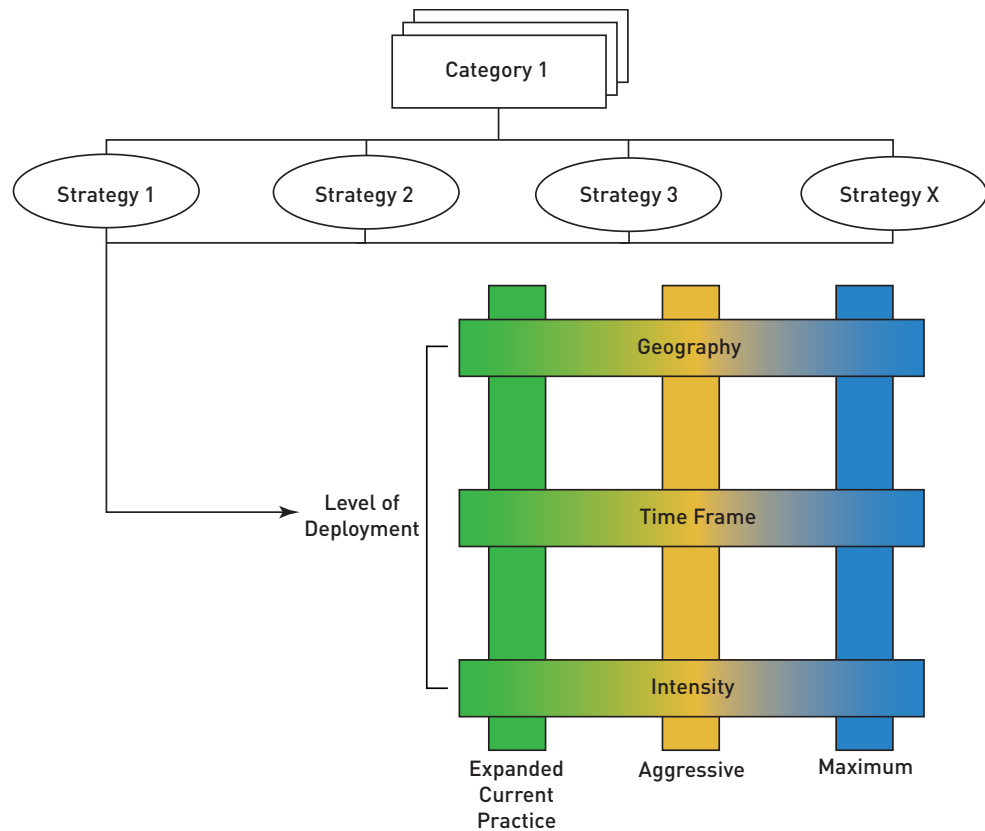 Category 1
Strategy 1
Strategy 2
Strategy 3
Strategy X
Geography
Level of
Deployment
Time Frame
Intensity
Expanded
Current
Practice
Aggressive
Maximum